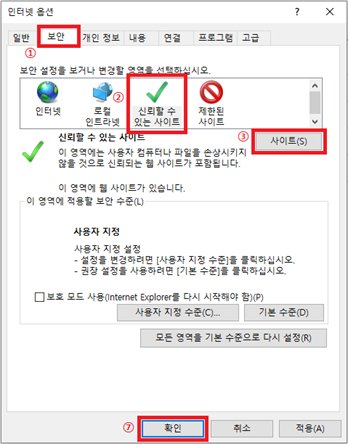 인터넷 옵션
일반 보안 개인 정보 내용 연결 프로그램 고급
①
보안 설정을 보거나 변경할 영역을 선택하십시오.
②
인터넷 로컬 인트라넷 신뢰할 수 있는 사이트 제한된 사이트
신뢰할 수 있는 사이트
③ 사이트(S)
이 영역에는 사용자 컴퓨터나 파일을 손상시키지
않을 것으로 신뢰되는 웹 사이트가 포함됩니다.
이 영역에 웹 사이트가 있습니다.
이 영역에 적용할 보안 수준(L)
사용자 지정
사용자 지정 설정
- 설정을 변경하려면 [사용자 지정 수준]을 클릭하십시오.
- 권장 설정을 사용하려면 [기본 수준]을 클릭하십시오.
보호 모드 사용(Internet Explorer를 다시 시작해야 함)(P)
사용자 지정 수준(C)... 기본 수준(D)
모든 영역을 기본 수준으로 다시 설정(R)
⑦ 확인 취소 적용(A)